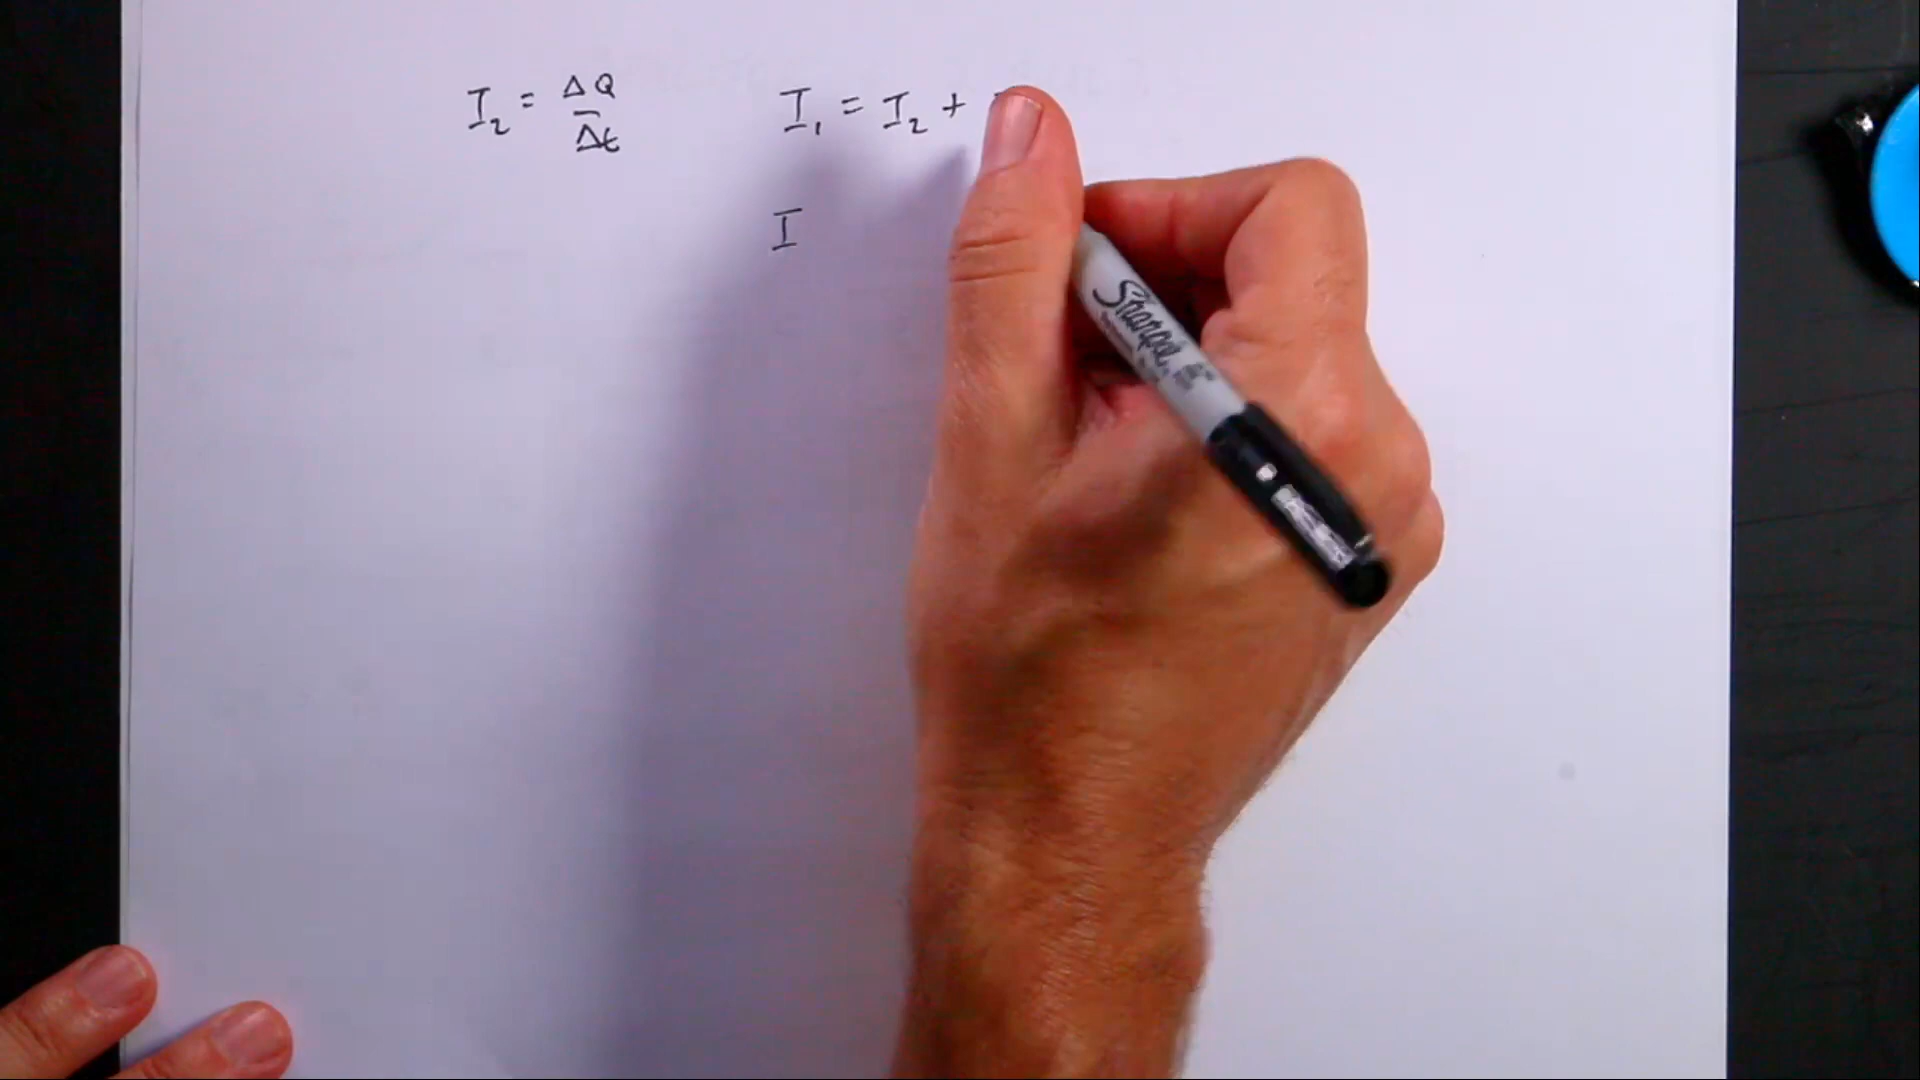 I₂ = ΔQ/Δt I₁ = I₂ +
I
Sharpie